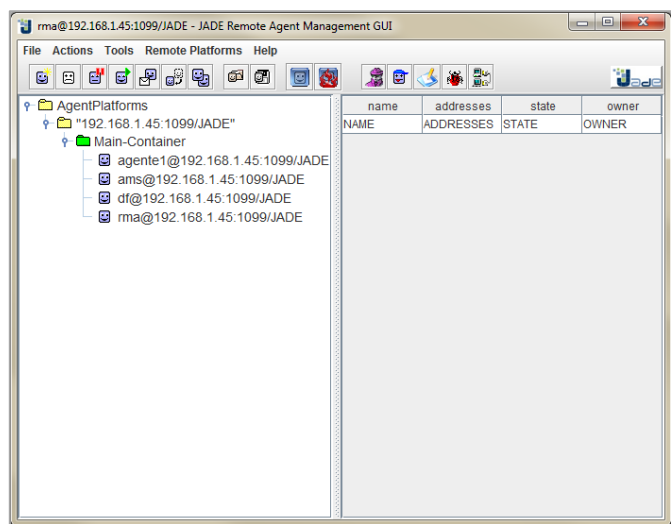 rma@192.168.1.45:1099/JADE - JADE Remote Agent Management GUI
File Actions Tools Remote Platforms Help
Jade
AgentPlatforms
"192.168.1.45:1099/JADE"
Main-Container
agente1@192.168.1.45:1099/JADE
ams@192.168.1.45:1099/JADE
df@192.168.1.45:1099/JADE
rma@192.168.1.45:1099/JADE
name addresses state owner
NAME ADDRESSES STATE OWNER